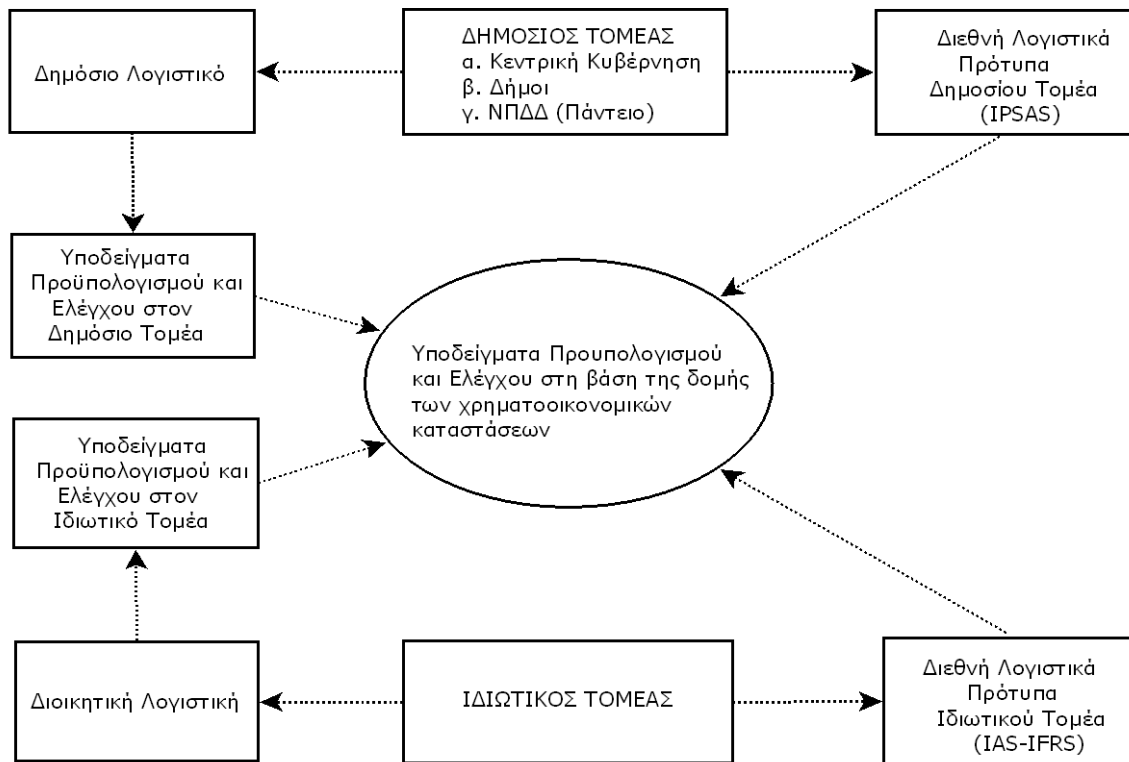 Δημόσιο Λογιστικό
ΔΗΜΟΣΙΟΣ ΤΟΜΕΑΣ
α. Κεντρική Κυβέρνηση
β. Δήμοι
γ. ΝΠΔΔ (Πάντειο)
Διεθνή Λογιστικά
Πρότυπα
Δημοσίου Τομέα
(IPSAS)
Υποδείγματα
Προϋπολογισμού και
Ελέγχου στον
Δημόσιο Τομέα
Υποδείγματα Προυπολογισμού
και Ελέγχου στη βάση της δομής
των χρηματοοικονομικών
καταστάσεων
Υποδείγματα
Προϋπολογισμού και
Ελέγχου στον
Ιδιωτικό Τομέα
Διοικητική Λογιστική
ΙΔΙΩΤΙΚΟΣ ΤΟΜΕΑΣ
Διεθνή Λογιστικά
Πρότυπα
Ιδιωτικού Τομέα
(IAS-IFRS)